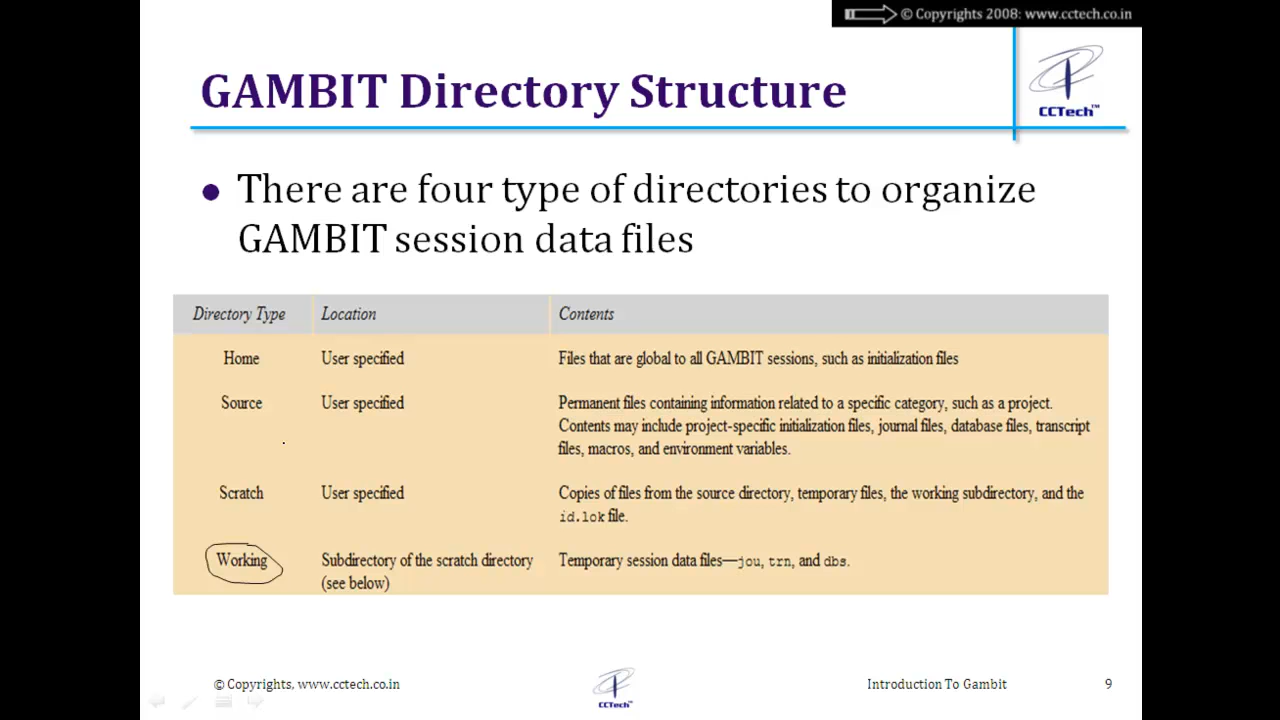 © Copyrights 2008: www.cctech.co.in
GAMBIT Directory Structure
CCTech™
There are four type of directories to organize
GAMBIT session data files
Directory Type Location Contents
Home User specified Files that are global to all GAMBIT sessions, such as initialization files
Source User specified Permanent files containing information related to a specific category, such as a project.
Contents may include project-specific initialization files, journal files, database files, transcript
files, macros, and environment variables.
Scratch User specified Copies of files from the source directory, temporary files, the working subdirectory, and the
id.lok file.
Working Subdirectory of the scratch directory Temporary session data files—jou, trn, and dbs.
(see below)
© Copyrights, www.cctech.co.in
CCTech™
Introduction To Gambit 9